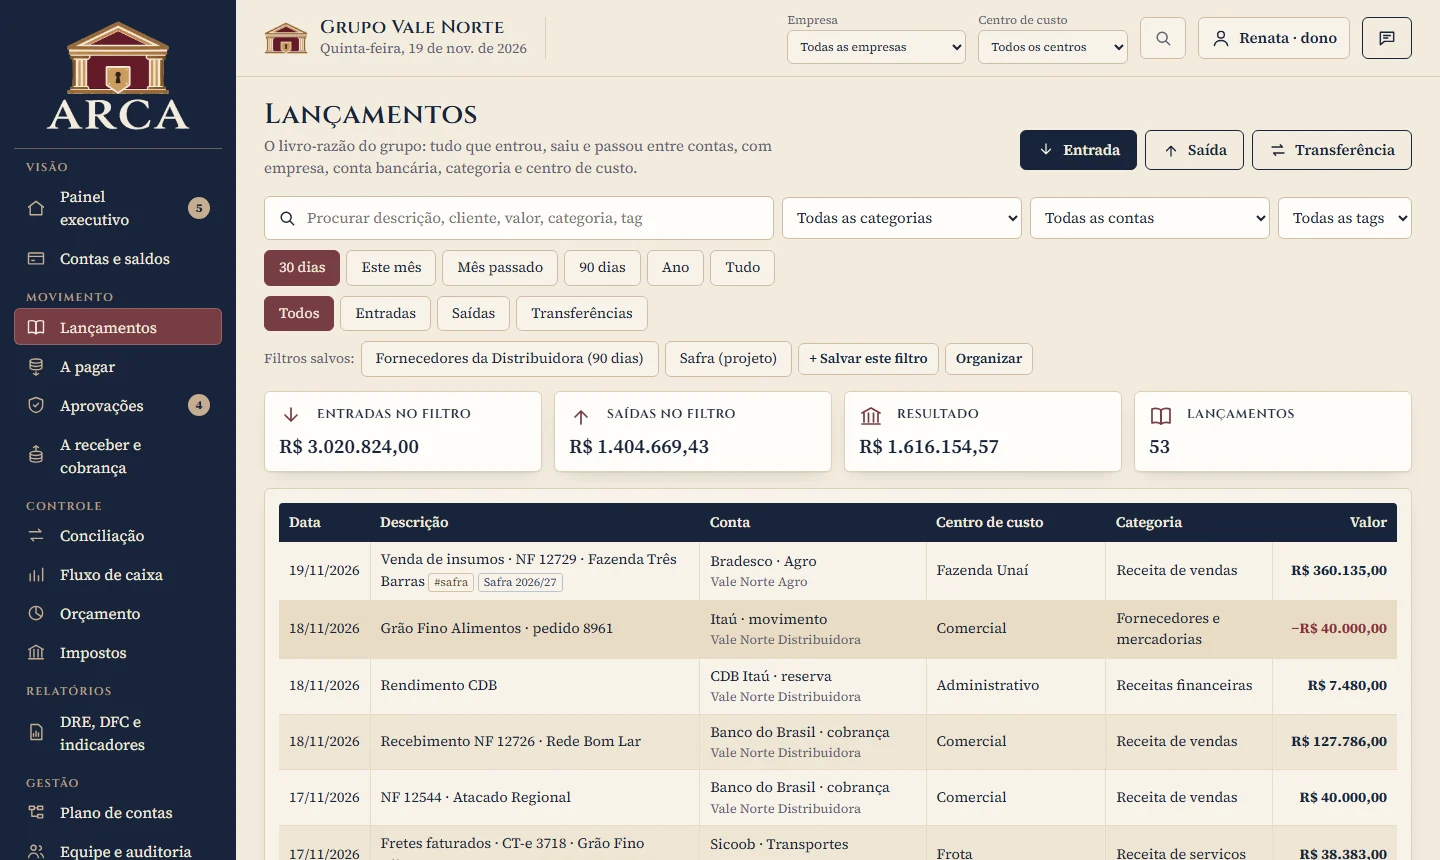 ARCA
VISÃO
Painel
executivo
5
Contas e saldos
MOVIMENTO
Lançamentos
A pagar
Aprovações
4
A receber e
cobrança
CONTROLE
Conciliação
Fluxo de caixa
Orçamento
Impostos
RELATÓRIOS
DRE, DFC e
indicadores
GESTÃO
Plano de contas
Equipe e auditoria
Grupo Vale Norte
Quinta-feira, 19 de nov. de 2026
Empresa
Todas as empresas
Centro de custo
Todos os centros
Renata · dono
Lançamentos
O livro-razão do grupo: tudo que entrou, saiu e passou entre contas, com
empresa, conta bancária, categoria e centro de custo.
Entrada
Saída
Transferência
Procurar descrição, cliente, valor, categoria, tag
Todas as categorias
Todas as contas
Todas as tags
30 dias
Este mês
Mês passado
90 dias
Ano
Tudo
Todos
Entradas
Saídas
Transferências
Filtros salvos:
Fornecedores da Distribuidora (90 dias)
Safra (projeto)
+ Salvar este filtro
Organizar
ENTRADAS NO FILTRO
R$ 3.020.824,00
SAÍDAS NO FILTRO
R$ 1.404.669,43
RESULTADO
R$ 1.616.154,57
LANÇAMENTOS
53
Data Descrição Conta Centro de custo Categoria Valor
19/11/2026
Venda de insumos · NF 12729 · Fazenda Três
Barras #safra Safra 2026/27
Bradesco · Agro
Vale Norte Agro
Fazenda Unaí
Receita de vendas
R$ 360.135,00
18/11/2026
Grão Fino Alimentos · pedido 8961
Itaú · movimento
Vale Norte Distribuidora
Comercial
Fornecedores e
mercadorias
−R$ 40.000,00
18/11/2026
Rendimento CDB
CDB Itaú · reserva
Vale Norte Distribuidora
Administrativo
Receitas financeiras
R$ 7.480,00
18/11/2026
Recebimento NF 12726 · Rede Bom Lar
Banco do Brasil · cobrança
Vale Norte Distribuidora
Comercial
Receita de vendas
R$ 127.786,00
17/11/2026
NF 12544 · Atacado Regional
Banco do Brasil · cobrança
Vale Norte Distribuidora
Comercial
Receita de vendas
R$ 40.000,00
17/11/2026
Fretes faturados · CT-e 3718 · Grão Fino
Sicoob · Transportes
Frota
Receita de serviços
R$ 38.383,00